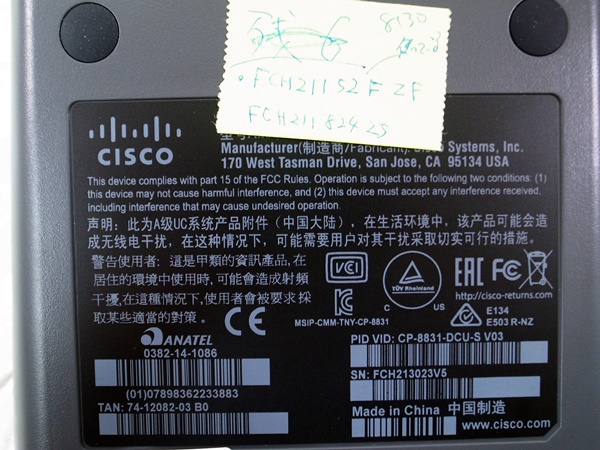 8130
FCH21152FZF
FCH2118242S
CISCO
Manufacturer(制造商/Fabricant): Cisco Systems, Inc.
170 West Tasman Drive, San Jose, CA 95134 USA
This device complies with part 15 of the FCC Rules. Operation is subject to the following two conditions: (1)
this device may not cause harmful interference, and (2) this device must accept any interference received,
including interference that may cause undesired operation.
声明：此为A级UC系统产品附件（中国大陆），在生活环境中，该产品可能会造
成无线电干扰，在这种情况下，可能需要用户对其干扰采取切实可行的措施。
警告使用者：這是甲類的資訊產品,在
居住的環境中使用時,可能會造成射頻
干擾,在這種情況下,使用者會被要求採
取某些適當的對策。
CE
VCI
TÜV Rheinland
C US
EAC FC
http://cisco-returns.com
MSIP-CMM-TNY-CP-8831
E134
E503 R-NZ
ANATEL
0382-14-1086
(01)07898362233883
TAN: 74-12082-03 B0
PID VID: CP-8831-DCU-S V03
SN: FCH213023V5
Made in China 中国制造
www.cisco.com